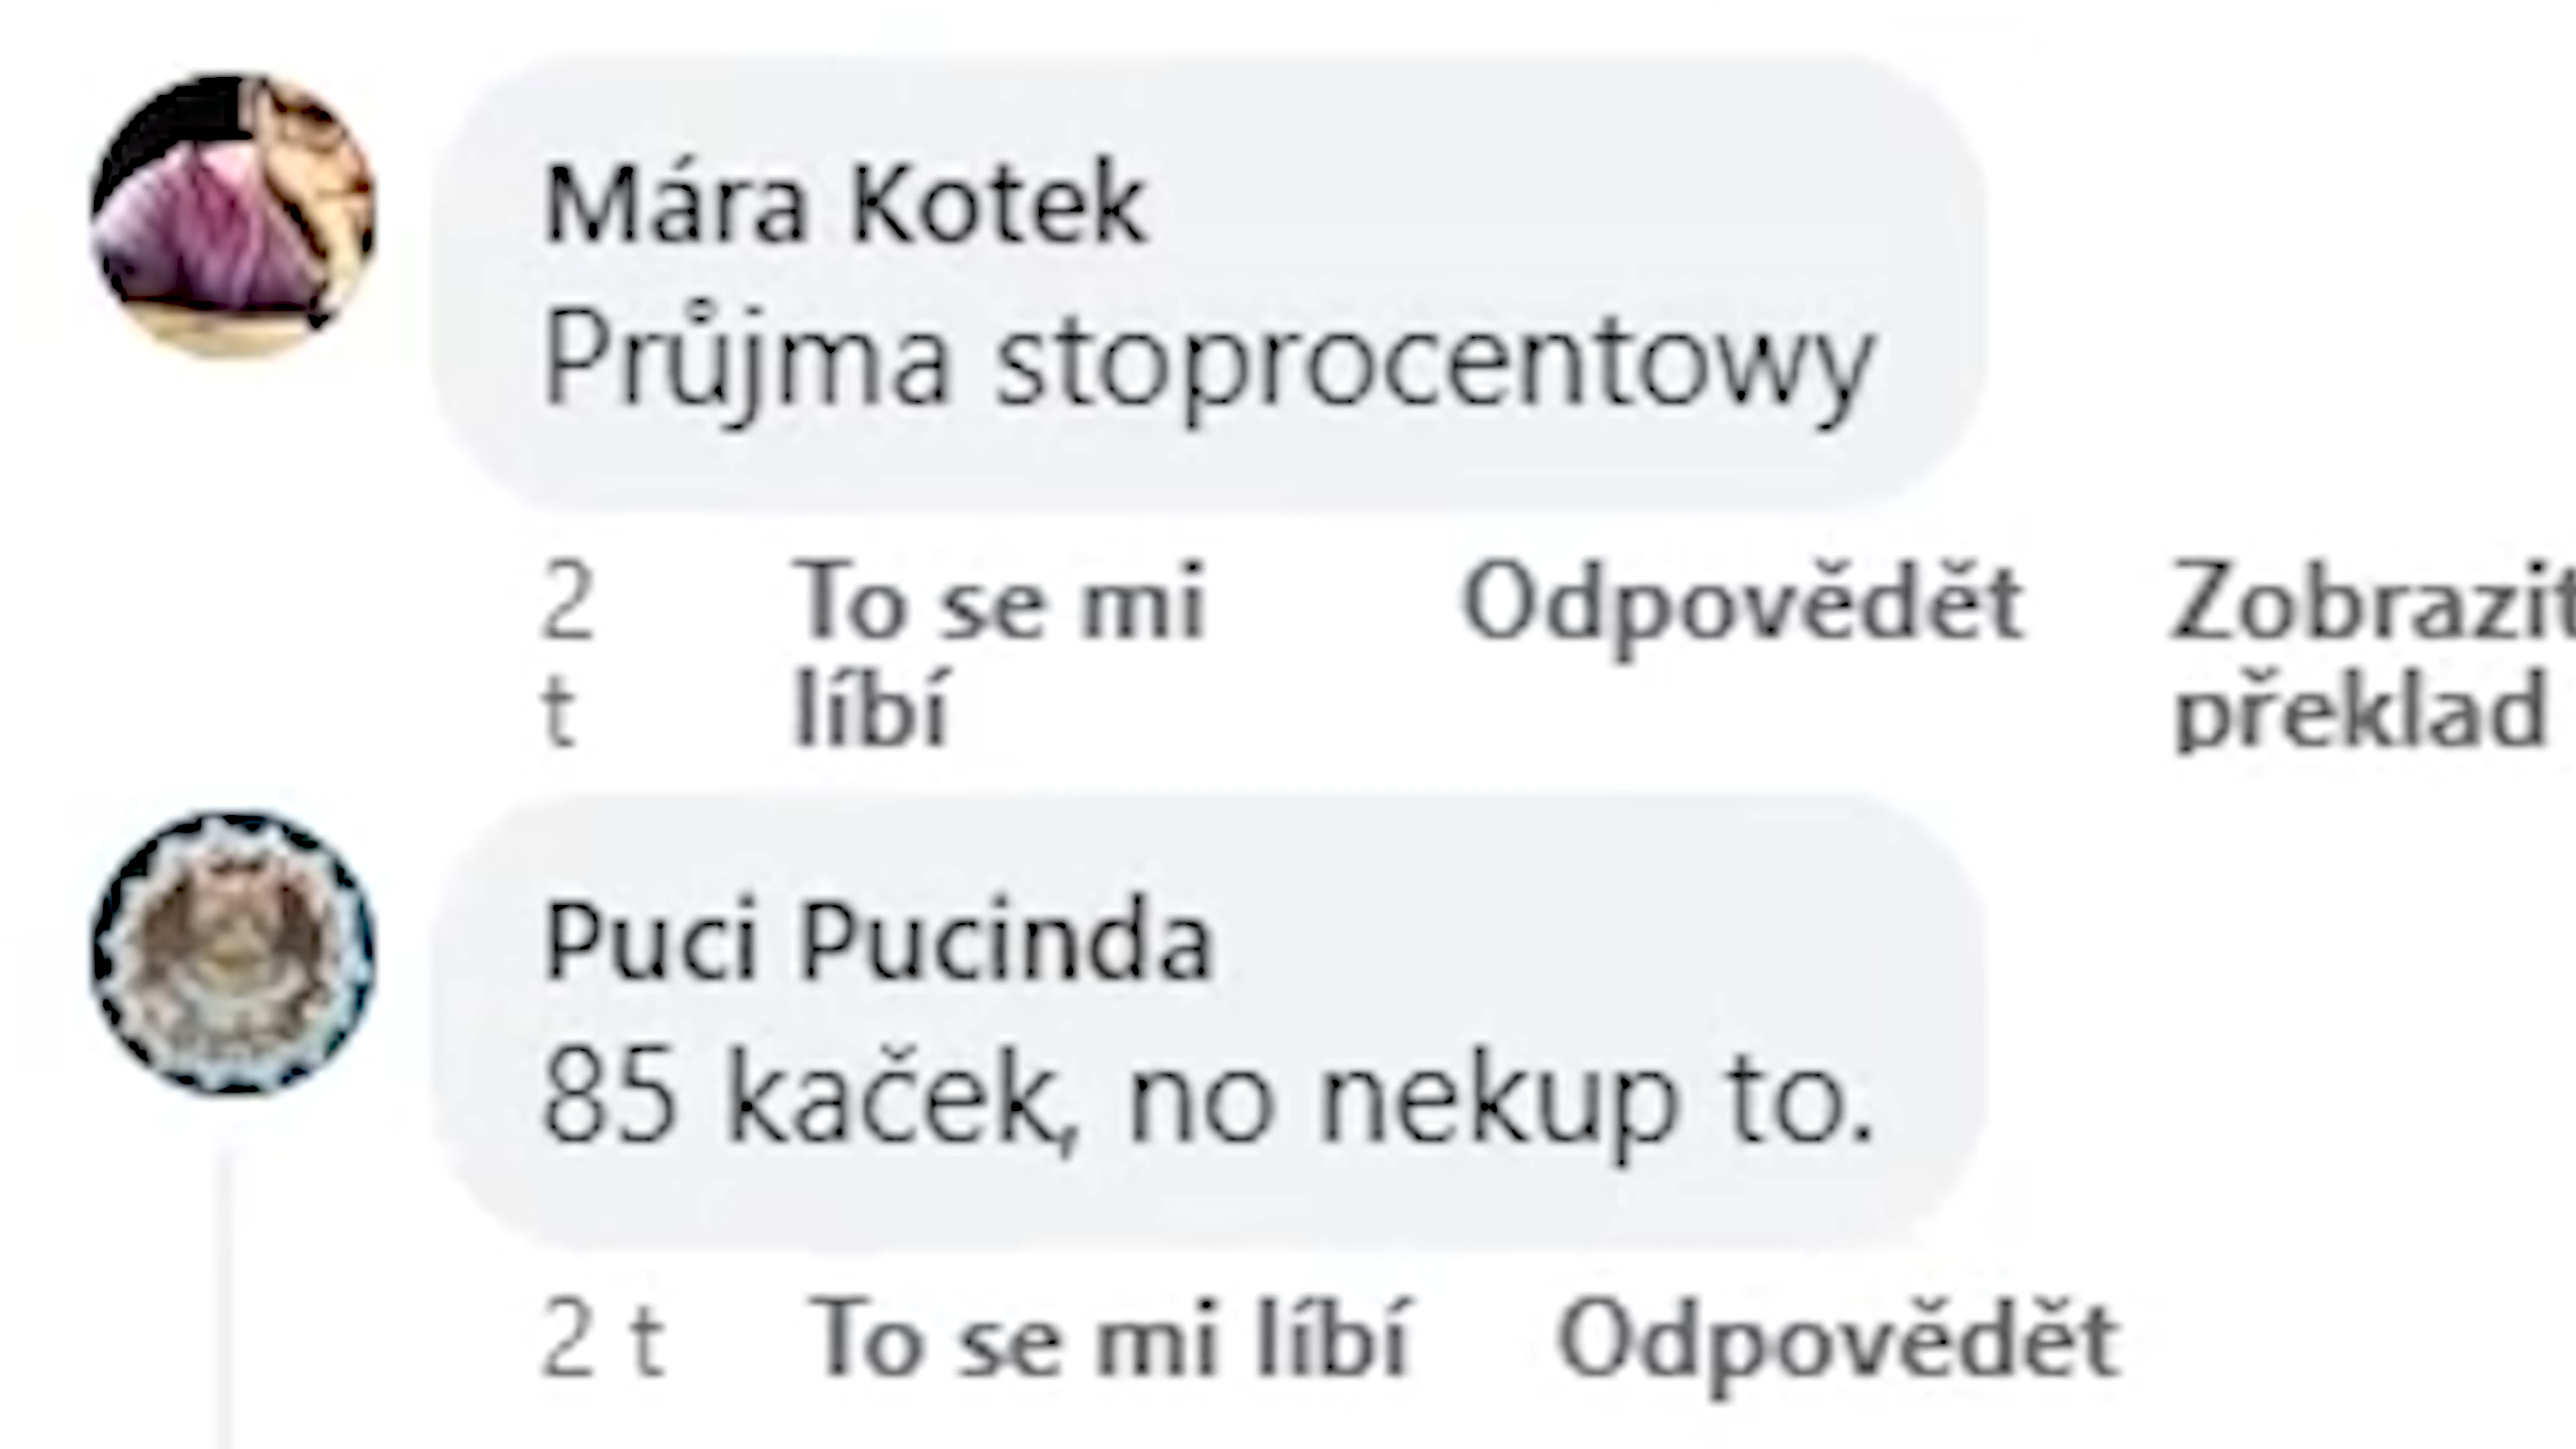 Mára Kotek
Průjma stoprocentowy
2 To se mi Odpovědět Zobrazit
t líbí překlad
Puci Pucinda
85 kaček, no nekup to.
2 t To se mi líbí Odpovědět